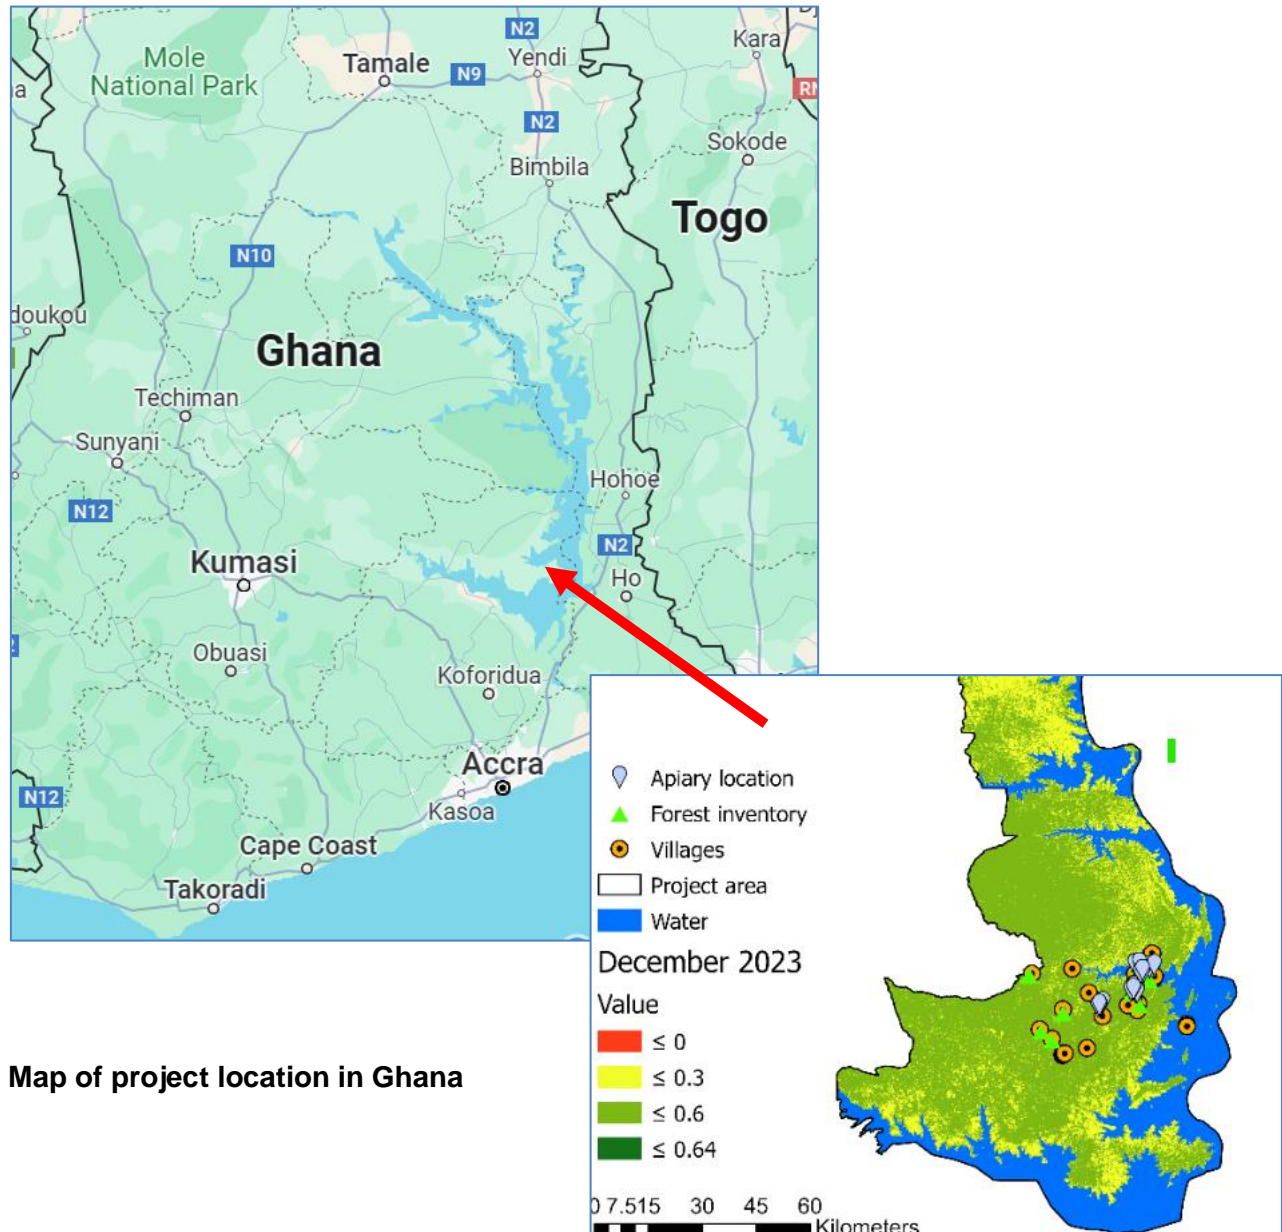 N2
Kara
Mole
National Park
Tamale
N9
Yendi
N2
Sokode
Bimbila
Togo
N10
doukou
Ghana
Techiman
Sunyani
Hohoe
N12
N2
Kumasi
Ho
Obuasi
Koforidua
Accra
N12
Kasoa
Cape Coast
Takoradi
Apiary location
Forest inventory
Villages
Project area
Water
December 2023
Value
≤ 0
≤ 0.3
≤ 0.6
≤ 0.64
0 7.515 30 45 60
Kilometers
Map of project location in Ghana